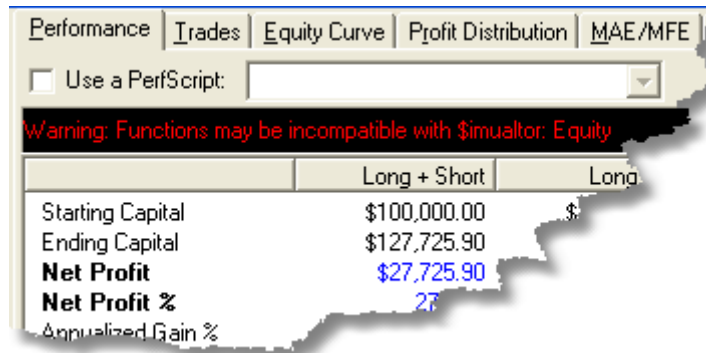 Performance Trades Equity Curve Profit Distribution MAE/MFE
Use a PerfScript:
Warning: Functions may be incompatible with $imualtor: Equity
Long + Short Long
Starting Capital $100,000.00 $
Ending Capital $127,725.90
Net Profit $27,725.90
Net Profit % 27
Annualized Gain %